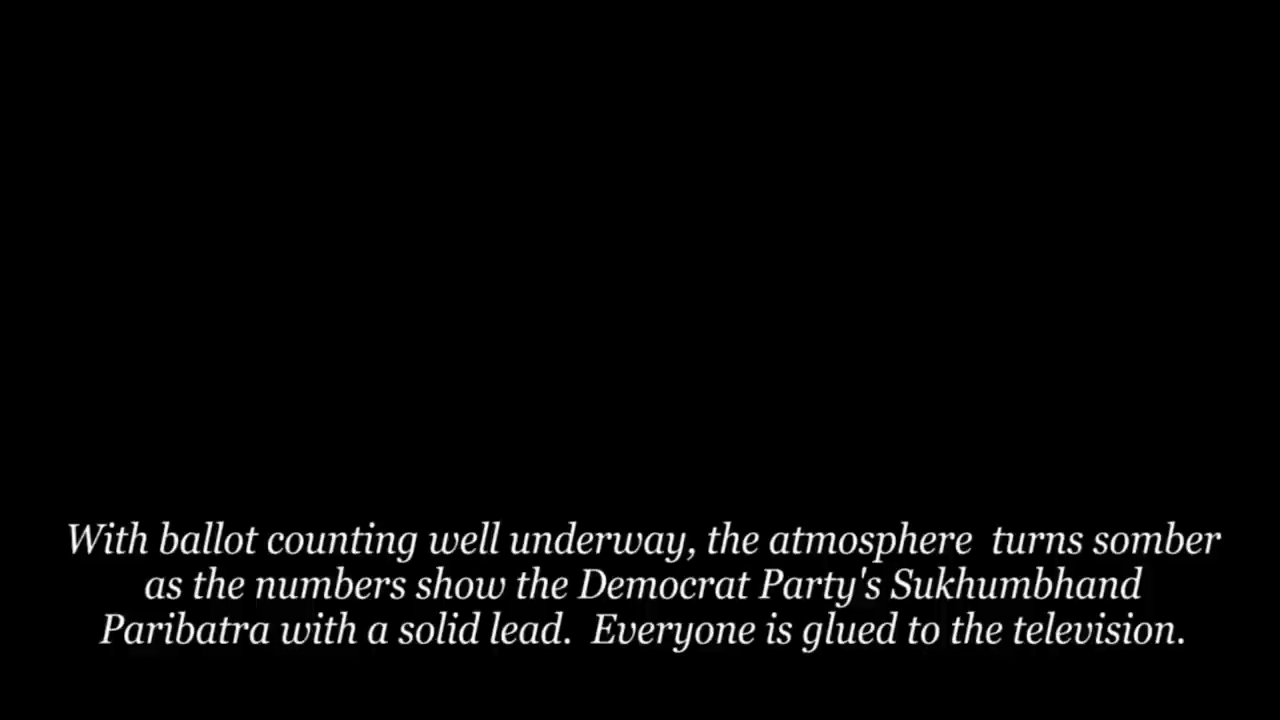 With ballot counting well underway, the atmosphere  turns somber
as the numbers show the Democrat Party's Sukhumbhand
Paribatra with a solid lead.  Everyone is glued to the television.